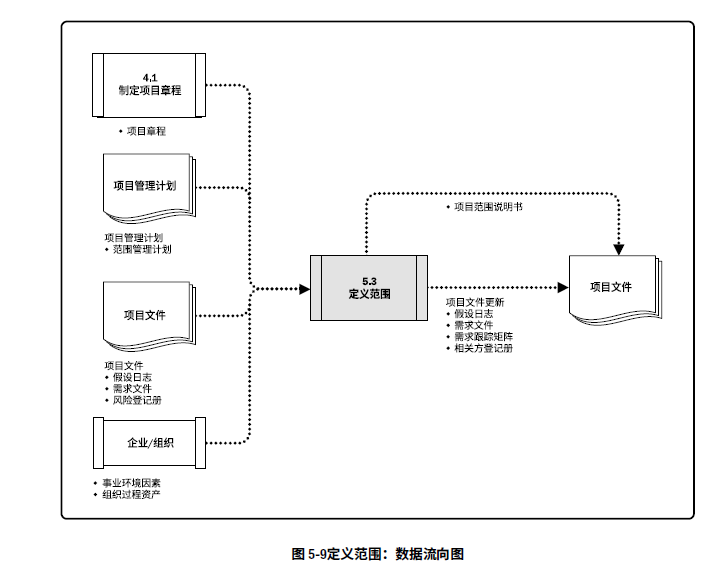 4.1
制定项目章程
◆ 项目章程
项目管理计划
项目管理计划
◆ 范围管理计划
项目文件
项目文件
◆ 假设日志
◆ 需求文件
◆ 风险登记册
企业/组织
◆ 事业环境因素
◆ 组织过程资产
5.3
定义范围
◆ 项目范围说明书
项目文件更新
◆ 假设日志
◆ 需求文件
◆ 需求跟踪矩阵
◆ 相关方登记册
项目文件
图 5-9定义范围：数据流向图